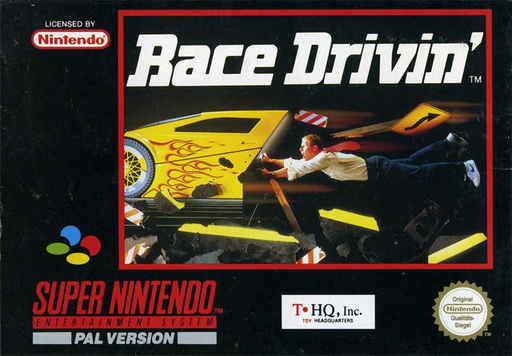 LICENSED BY
Nintendo
Race Drivin'
TM
SUPER NINTENDO
TM
ENTERTAINMENT SYSTEM
PAL VERSION
T•HQ, Inc.
TOY HEADQUARTERS
Original
Nintendo
Qualitäts-
Siegel